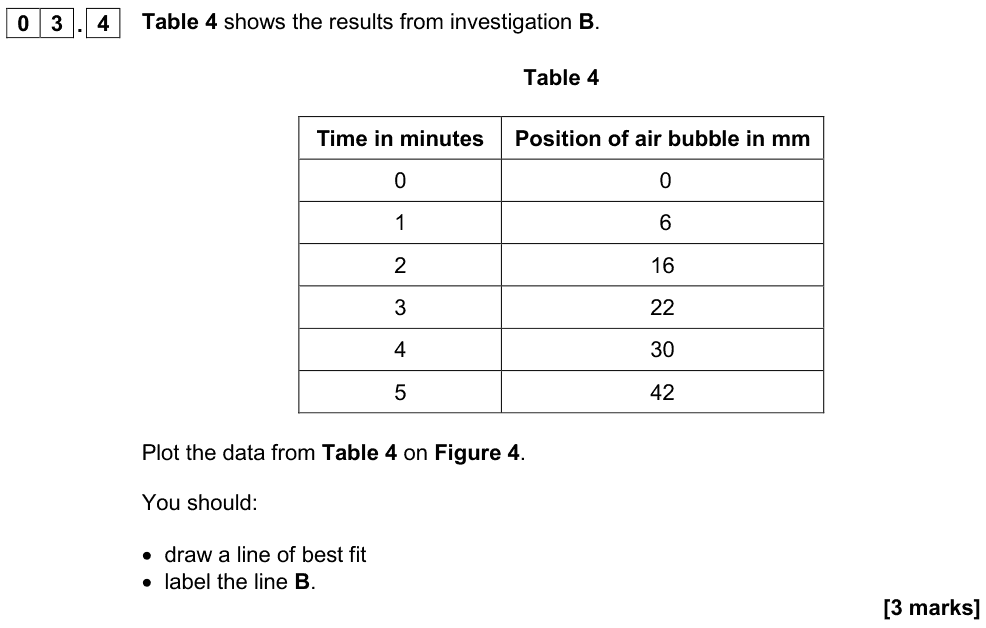 0 3 . 4 Table 4 shows the results from investigation B.
Table 4
Time in minutes Position of air bubble in mm
0 0
1 6
2 16
3 22
4 30
5 42
Plot the data from Table 4 on Figure 4.
You should:
• draw a line of best fit
• label the line B.
[3 marks]